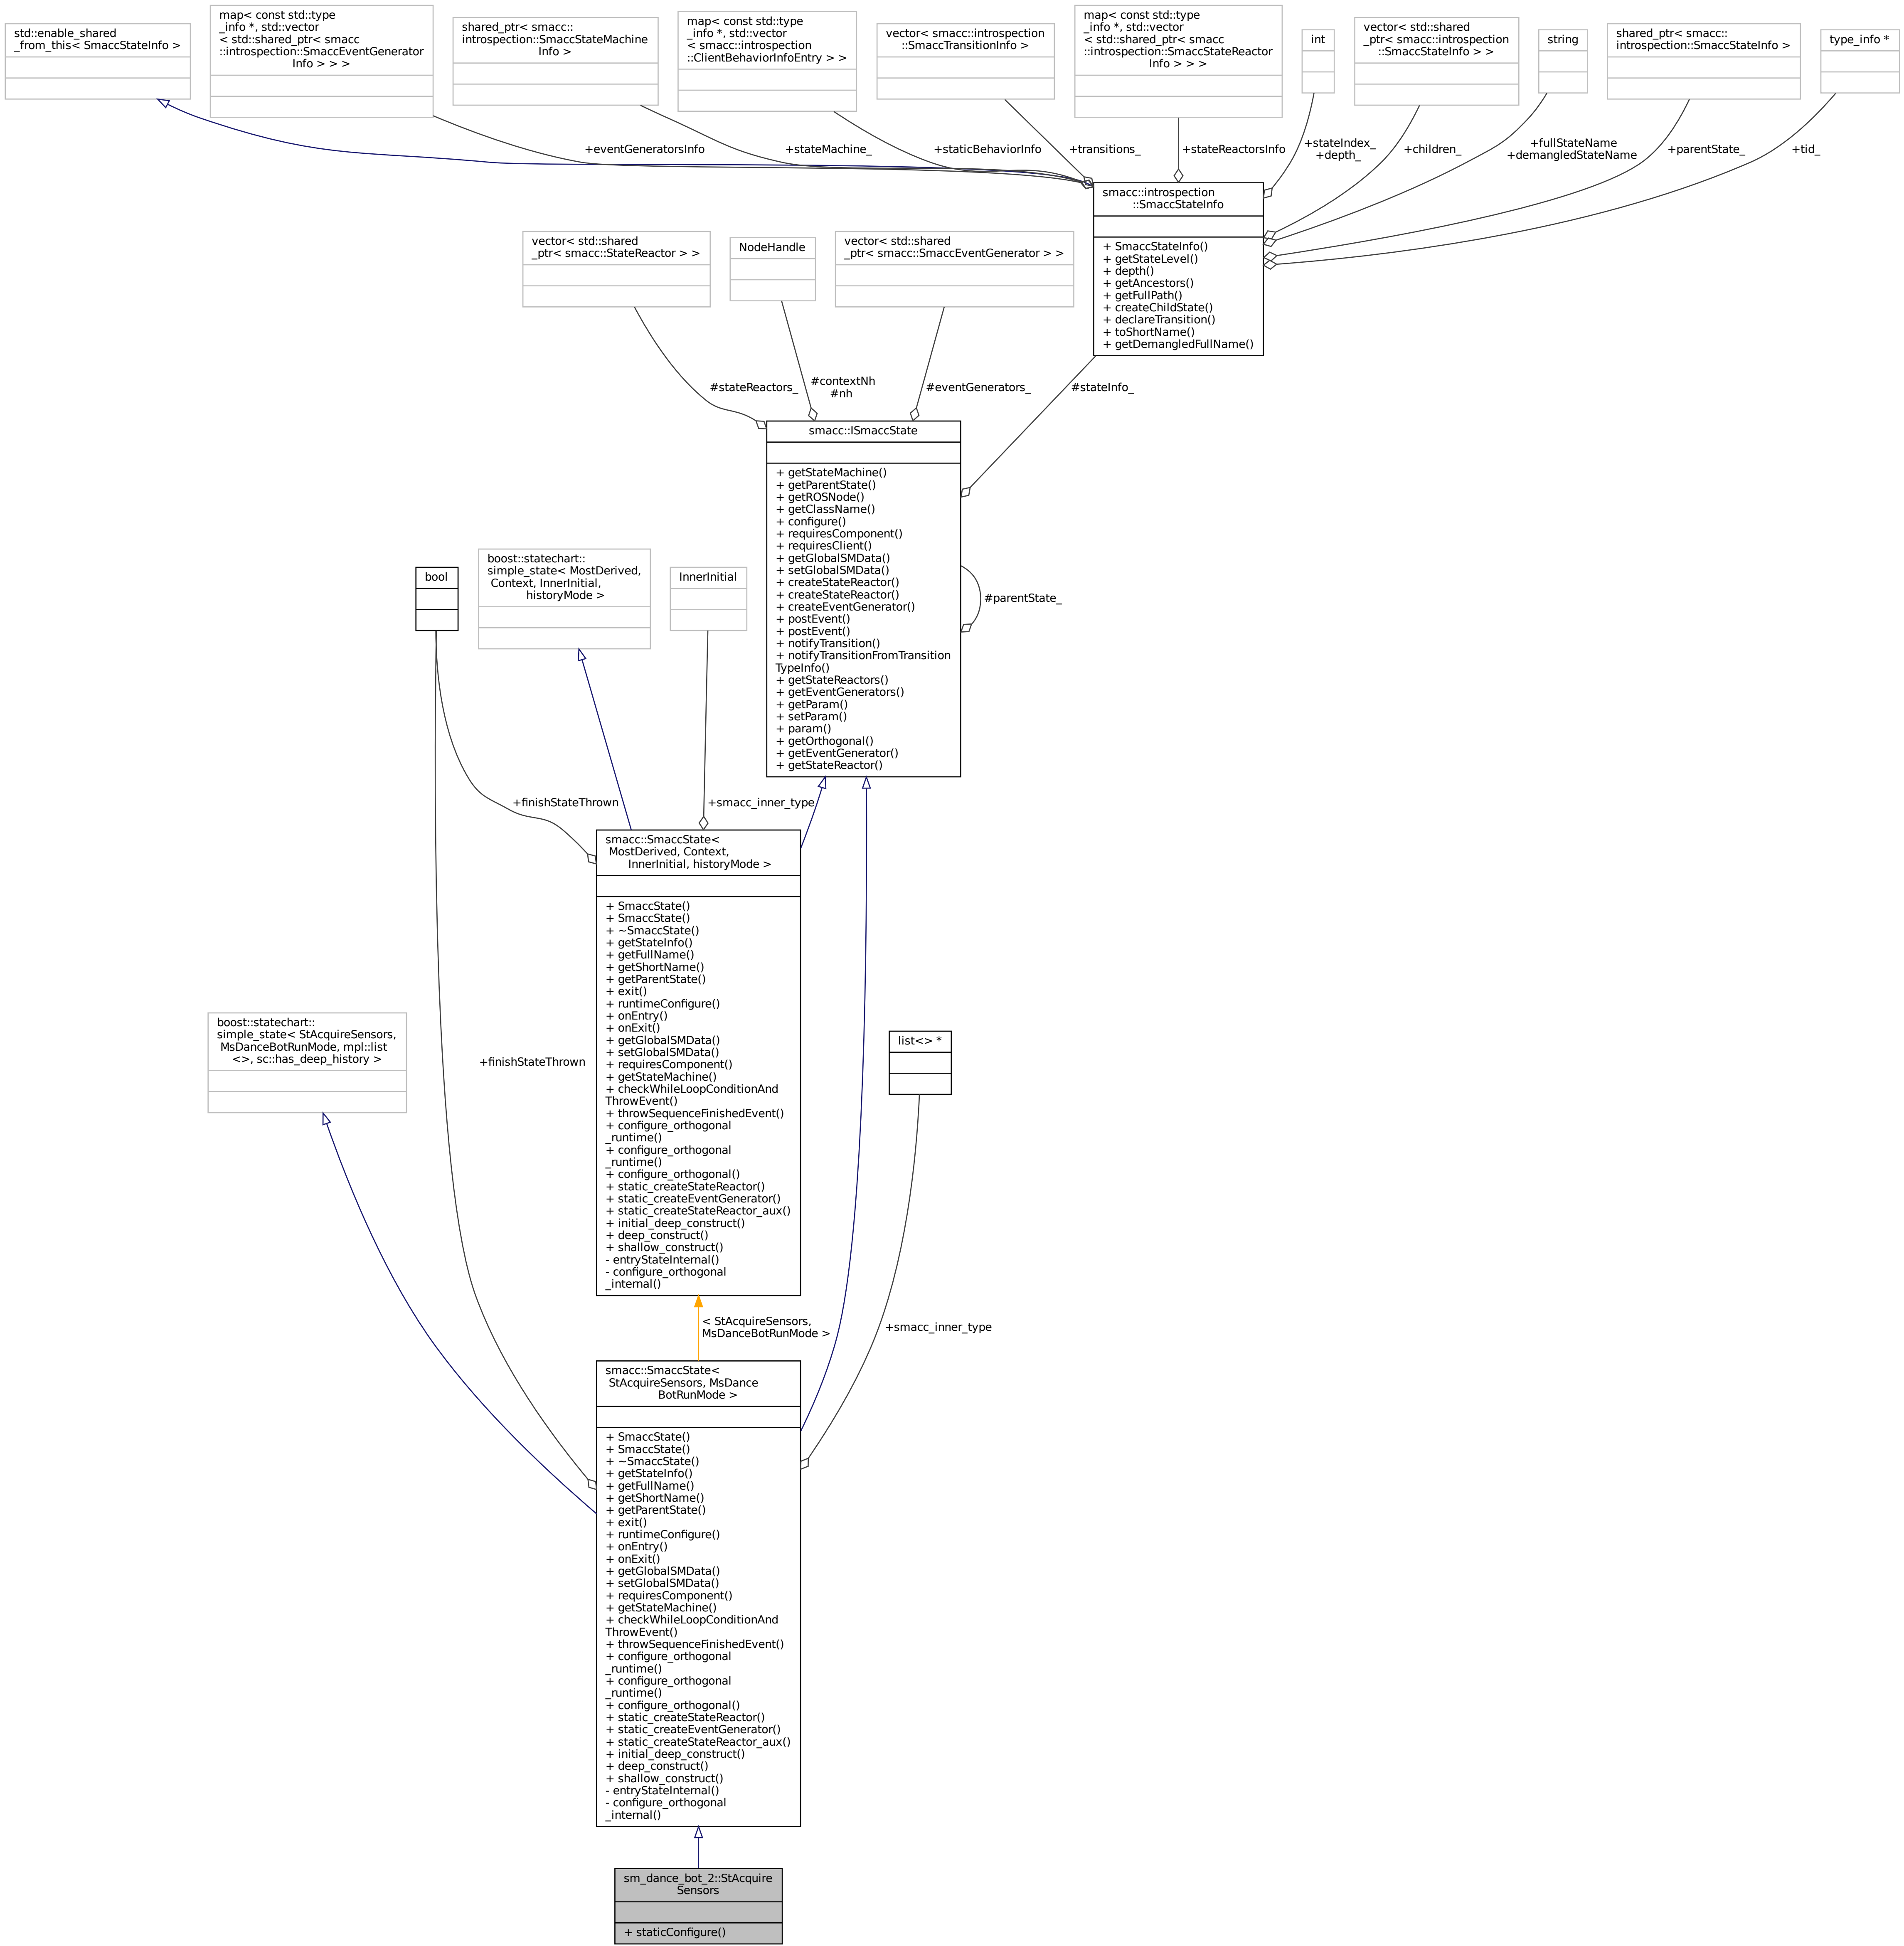 std::enable_shared
_from_this< SmaccStateInfo >
map< const std::type
_info *, std::vector
< std::shared_ptr< smacc
::introspection::SmaccEventGenerator
Info > > >
shared_ptr< smacc::
introspection::SmaccStateMachine
Info >
map< const std::type
_info *, std::vector
< smacc::introspection
::ClientBehaviorInfoEntry > >
vector< smacc::introspection
::SmaccTransitionInfo >
map< const std::type
_info *, std::vector
< std::shared_ptr< smacc
::introspection::SmaccStateReactor
Info > > >
int
vector< std::shared
_ptr< smacc::introspection
::SmaccStateInfo > >
string
shared_ptr< smacc::
introspection::SmaccStateInfo >
type_info *
+eventGeneratorsInfo
+stateMachine_
+staticBehaviorInfo
+transitions_
+stateReactorsInfo
+stateIndex_
+depth_
+children_
+fullStateName
+demangledStateName
+parentState_
+tid_
smacc::introspection
::SmaccStateInfo
+ SmaccStateInfo()
+ getStateLevel()
+ depth()
+ getAncestors()
+ getFullPath()
+ createChildState()
+ declareTransition()
+ toShortName()
+ getDemangledFullName()
vector< std::shared
_ptr< smacc::StateReactor > >
NodeHandle
vector< std::shared
_ptr< smacc::SmaccEventGenerator > >
#stateReactors_
#contextNh
#nh
#eventGenerators_
#stateInfo_
smacc::ISmaccState
+ getStateMachine()
+ getParentState()
+ getROSNode()
+ getClassName()
+ configure()
+ requiresComponent()
+ requiresClient()
+ getGlobalSMData()
+ setGlobalSMData()
+ createStateReactor()
+ createStateReactor()
+ createEventGenerator()
+ postEvent()
+ postEvent()
+ notifyTransition()
+ notifyTransitionFromTransition
TypeInfo()
+ getStateReactors()
+ getEventGenerators()
+ getParam()
+ setParam()
+ param()
+ getOrthogonal()
+ getEventGenerator()
+ getStateReactor()
#parentState_
bool
boost::statechart::
simple_state< MostDerived,
Context, InnerInitial,
historyMode >
InnerInitial
+finishStateThrown
+smacc_inner_type
smacc::SmaccState<
MostDerived, Context,
InnerInitial, historyMode >
+ SmaccState()
+ SmaccState()
+ ~SmaccState()
+ getStateInfo()
+ getFullName()
+ getShortName()
+ getParentState()
+ exit()
+ runtimeConfigure()
+ onEntry()
+ onExit()
+ getGlobalSMData()
+ setGlobalSMData()
+ requiresComponent()
+ getStateMachine()
+ checkWhileLoopConditionAnd
ThrowEvent()
+ throwSequenceFinishedEvent()
+ configure_orthogonal
_runtime()
+ configure_orthogonal
_runtime()
+ configure_orthogonal()
+ static_createStateReactor()
+ static_createEventGenerator()
+ static_createStateReactor_aux()
+ initial_deep_construct()
+ deep_construct()
+ shallow_construct()
- entryStateInternal()
- configure_orthogonal
_internal()
boost::statechart::
simple_state< StAcquireSensors,
MsDanceBotRunMode, mpl::list
<>, sc::has_deep_history >
+finishStateThrown
list<> *
< StAcquireSensors,
MsDanceBotRunMode >
+smacc_inner_type
smacc::SmaccState<
StAcquireSensors, MsDance
BotRunMode >
+ SmaccState()
+ SmaccState()
+ ~SmaccState()
+ getStateInfo()
+ getFullName()
+ getShortName()
+ getParentState()
+ exit()
+ runtimeConfigure()
+ onEntry()
+ onExit()
+ getGlobalSMData()
+ setGlobalSMData()
+ requiresComponent()
+ getStateMachine()
+ checkWhileLoopConditionAnd
ThrowEvent()
+ throwSequenceFinishedEvent()
+ configure_orthogonal
_runtime()
+ configure_orthogonal
_runtime()
+ configure_orthogonal()
+ static_createStateReactor()
+ static_createEventGenerator()
+ static_createStateReactor_aux()
+ initial_deep_construct()
+ deep_construct()
+ shallow_construct()
- entryStateInternal()
- configure_orthogonal
_internal()
sm_dance_bot_2::StAcquire
Sensors
+ staticConfigure()